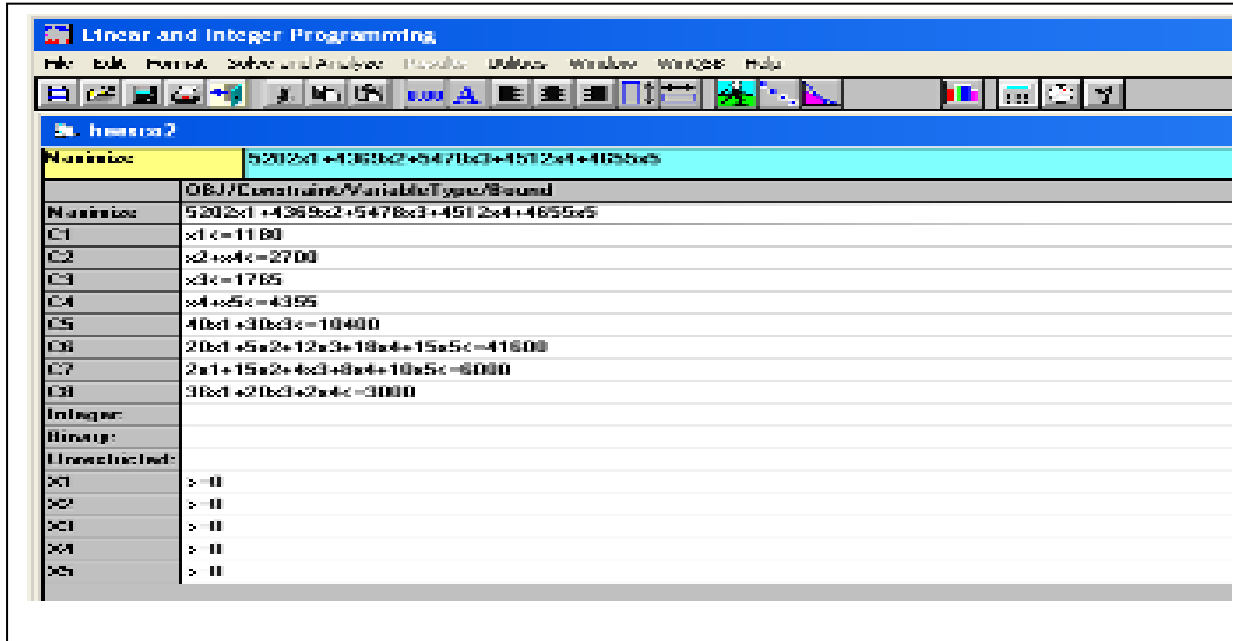 Linear and Integer Programming
File Edit Format Solve and Analyze Results Utilities Window WinQSB Help
0.00 A
Maximize 5202x1+4369x2+5478x3+4512x4+4655x5
OBJ/Constraint/VariableType/Bound
Maximize 5202x1+4369x2+5478x3+4512x4+4655x5
C1 x1<=1180
C2 x2+x4<=2700
C3 x3<=1785
C4 x4+x5<=4395
C5 40x1+30x3<=10400
C6 20x1+5x2+12x3+18x4+15x5<=41600
C7 2x1+15x2+4x3+8x4+10x5<=6000
C8 36x1+20x3+2x4<=3000
Integer:
Binary:
Unrestricted:
X1 >=0
X2 >=0
X3 >=0
X4 >=0
X5 >=0